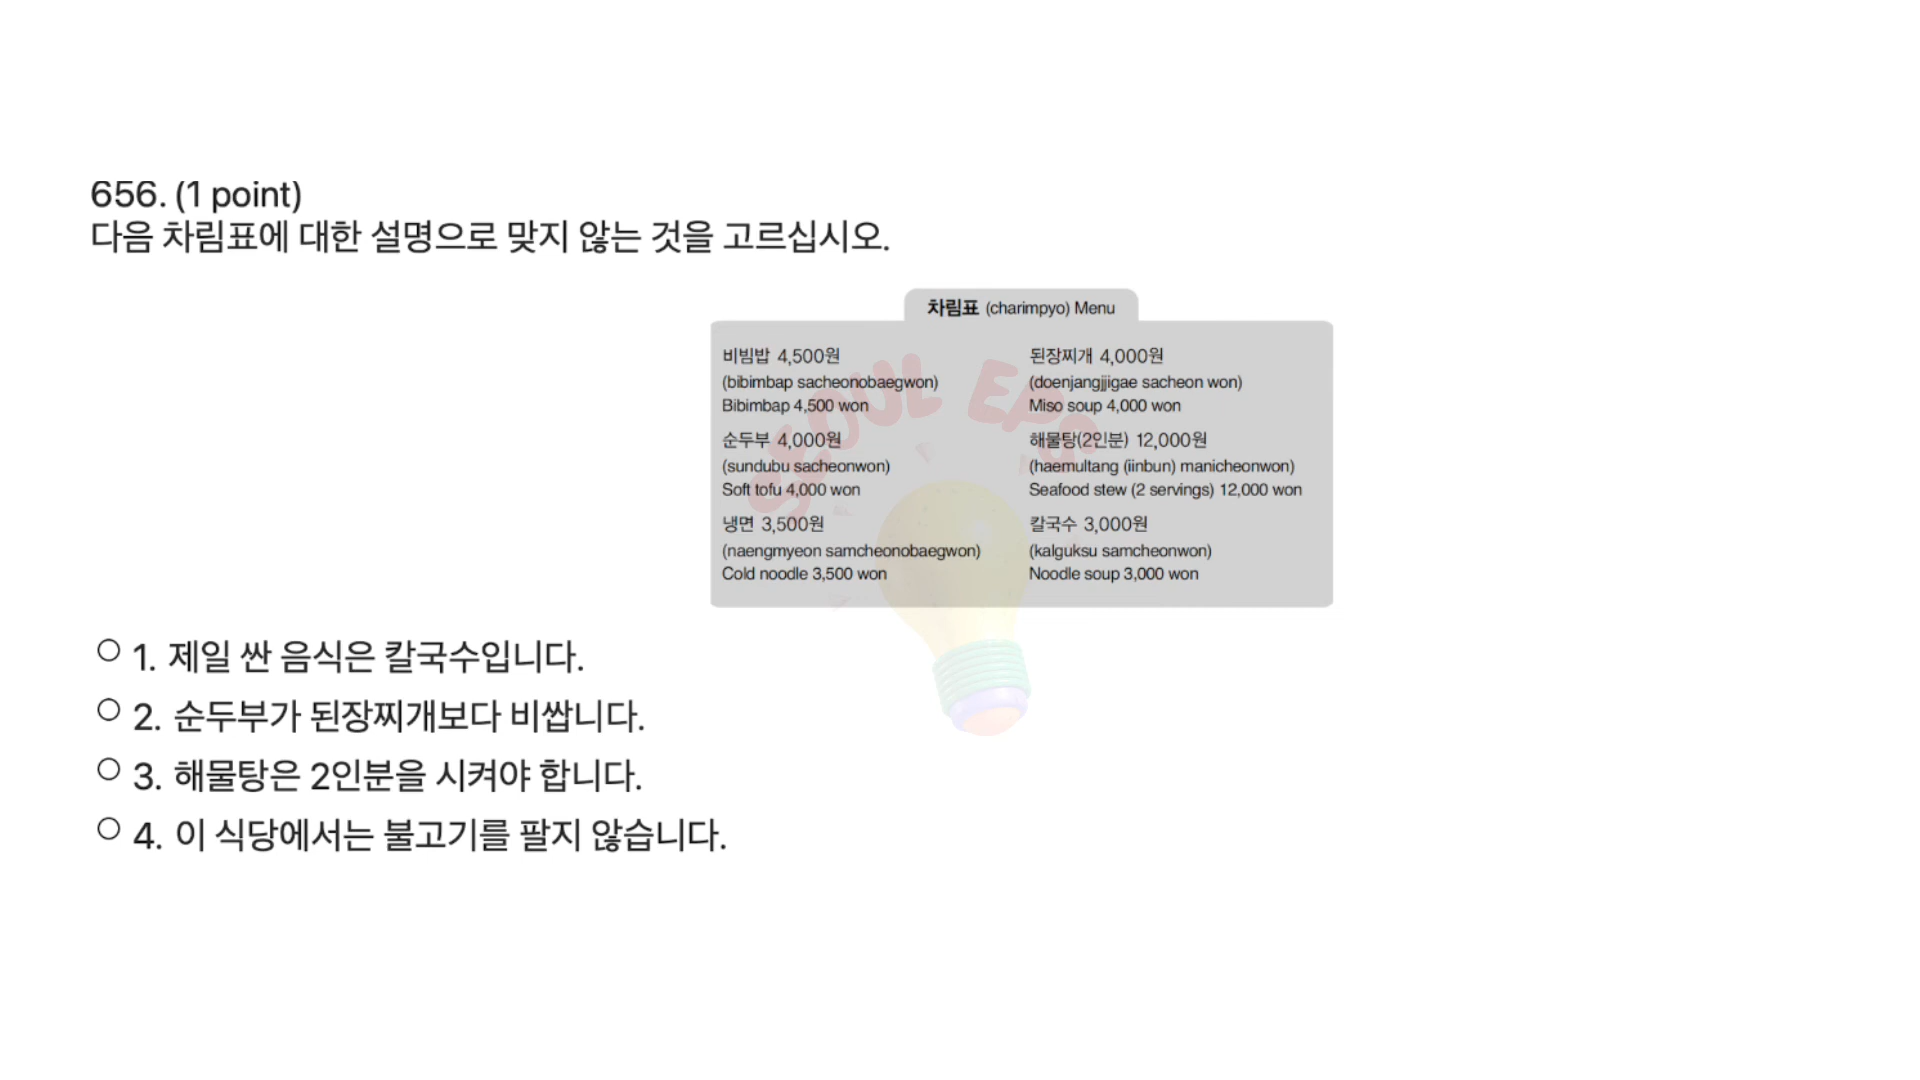 656. (1 point)
다음 차림표에 대한 설명으로 맞지 않는 것을 고르십시오.
차림표 (charimpyo) Menu
비빔밥 4,500원
(bibimbap sacheonobaegwon)
Bibimbap 4,500 won
순두부 4,000원
(sundubu sacheonwon)
Soft tofu 4,000 won
냉면 3,500원
(naengmyeon samcheonobaegwon)
Cold noodle 3,500 won
된장찌개 4,000원
(doenjangjjigae sacheon won)
Miso soup 4,000 won
해물탕(2인분) 12,000원
(haemultang (iinbun) manicheonwon)
Seafood stew (2 servings) 12,000 won
칼국수 3,000원
(kalguksu samcheonwon)
Noodle soup 3,000 won
SEOUL EPS
1. 제일 싼 음식은 칼국수입니다.
2. 순두부가 된장찌개보다 비쌉니다.
3. 해물탕은 2인분을 시켜야 합니다.
4. 이 식당에서는 불고기를 팔지 않습니다.